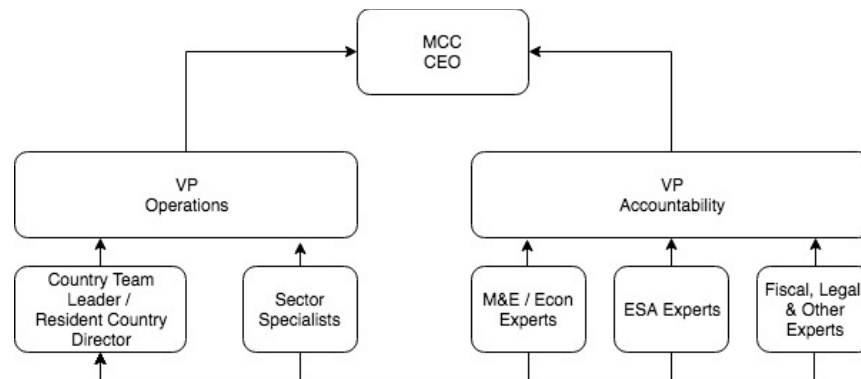 MCC
CEO
VP
Operations
VP
Accountability
Country Team
Leader /
Resident Country
Director
Sector
Specialists
M&E / Econ
Experts
ESA Experts
Fiscal, Legal,
& Other
Experts